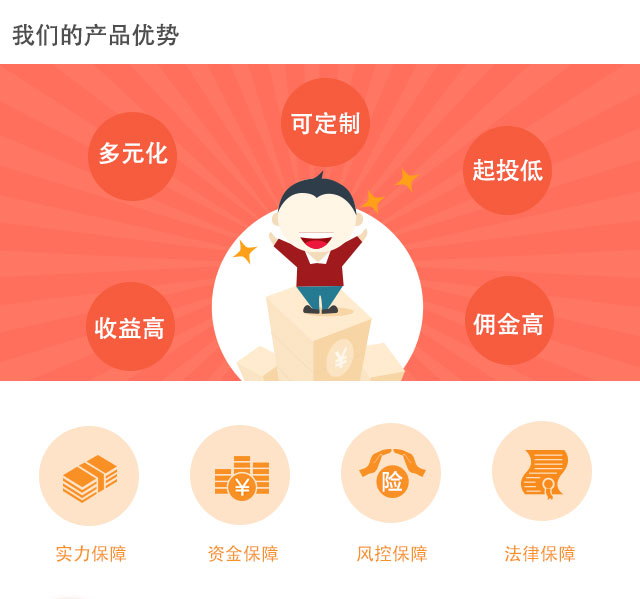 我们的产品优势
可定制
多元化
起投低
收益高
佣金高
¥
¥
险
实力保障
资金保障
风控保障
法律保障